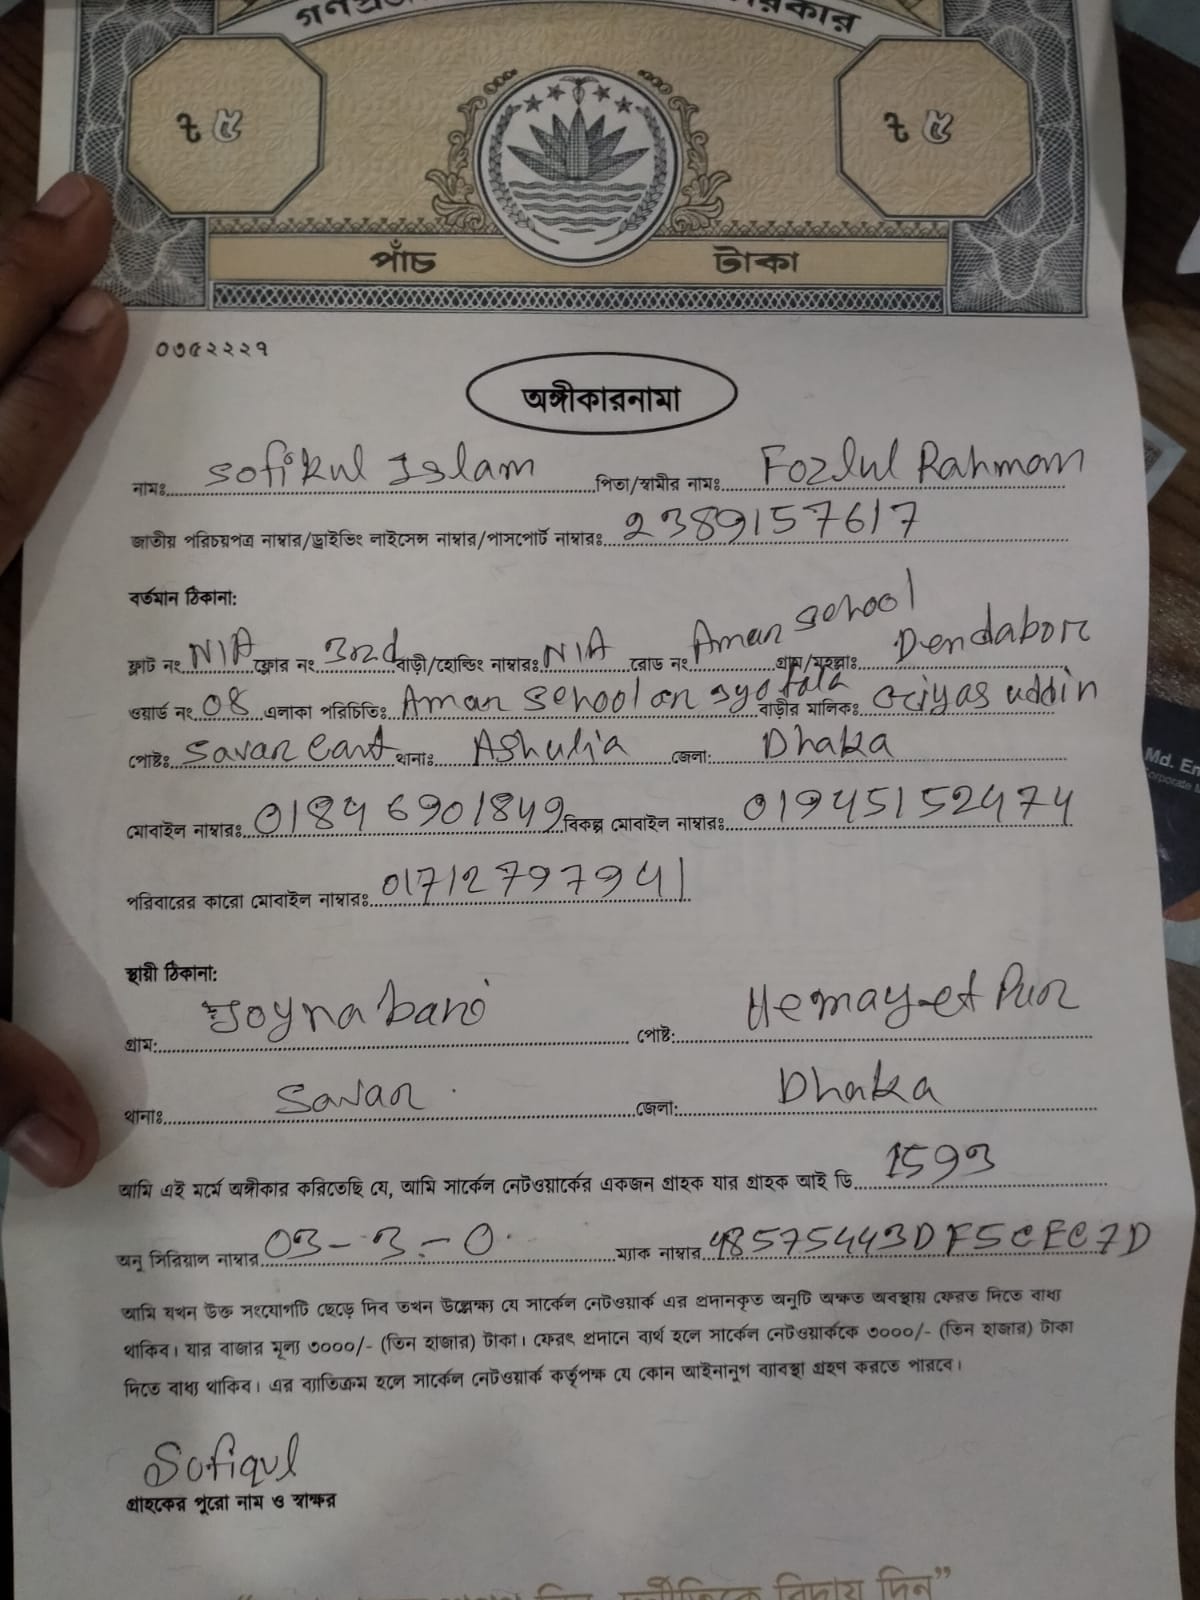 ৳ ৫ ৳ ৫
পাঁচ টাকা
০৩৫২২২৭
অঙ্গীকারনামা
নামঃ Sofikul Islam পিতা/স্বামীর নামঃ Fozlul Rahman
জাতীয় পরিচয়পত্র নাম্বার/ড্রাইভিং লাইসেন্স নাম্বার/পাসপোর্ট নাম্বারঃ 2389157617
বর্তমান ঠিকানা:
ফ্লাট নং N/A ফ্লোর নং 3rd বাড়ী/হোল্ডিং নাম্বারঃ N/A রোড নং Aman School গ্রাম/মহল্লাঃ Dendabor
ওয়ার্ড নং 08 এলাকা পরিচিতিঃ Aman School বাড়ীর মালিকঃ Giyas uddin
পোষ্টঃ Savar Cant থানাঃ Ashulia জেলা: Dhaka
মোবাইল নাম্বারঃ 01846901849 বিকল্প মোবাইল নাম্বারঃ 01945152474
পরিবারের কারো মোবাইল নাম্বারঃ 01712797941
স্থায়ী ঠিকানা:
গ্রাম: Joynabari পোষ্ট: Hemayet Pur
থানাঃ Savar জেলা: Dhaka
আমি এই মর্মে অঙ্গীকার করিতেছি যে, আমি সার্কেল নেটওয়ার্কের একজন গ্রাহক যার গ্রাহক আই ডি 1593
অনু সিরিয়াল নাম্বার 03-3-0 ম্যাক নাম্বার 48575443DF5CEC7D
আমি যখন উক্ত সংযোগটি ছেড়ে দিব তখন উল্লেক্ষ্য যে সার্কেল নেটওয়ার্ক এর প্রদানকৃত অনুটি অক্ষত অবস্থায় ফেরত দিতে বাধ্য
থাকিব। যার বাজার মূল্য ৩০০০/- (তিন হাজার) টাকা। ফেরৎ প্রদানে ব্যর্থ হলে সার্কেল নেটওয়ার্ককে ৩০০০/- (তিন হাজার) টাকা
দিতে বাধ্য থাকিব। এর ব্যাতিক্রম হলে সার্কেল নেটওয়ার্ক কর্তৃপক্ষ যে কোন আইনানুগ ব্যাবস্থা গ্রহণ করতে পারবে।
Sofiqul
গ্রাহকের পুরো নাম ও স্বাক্ষর
বিদায় দিন”
Md. En